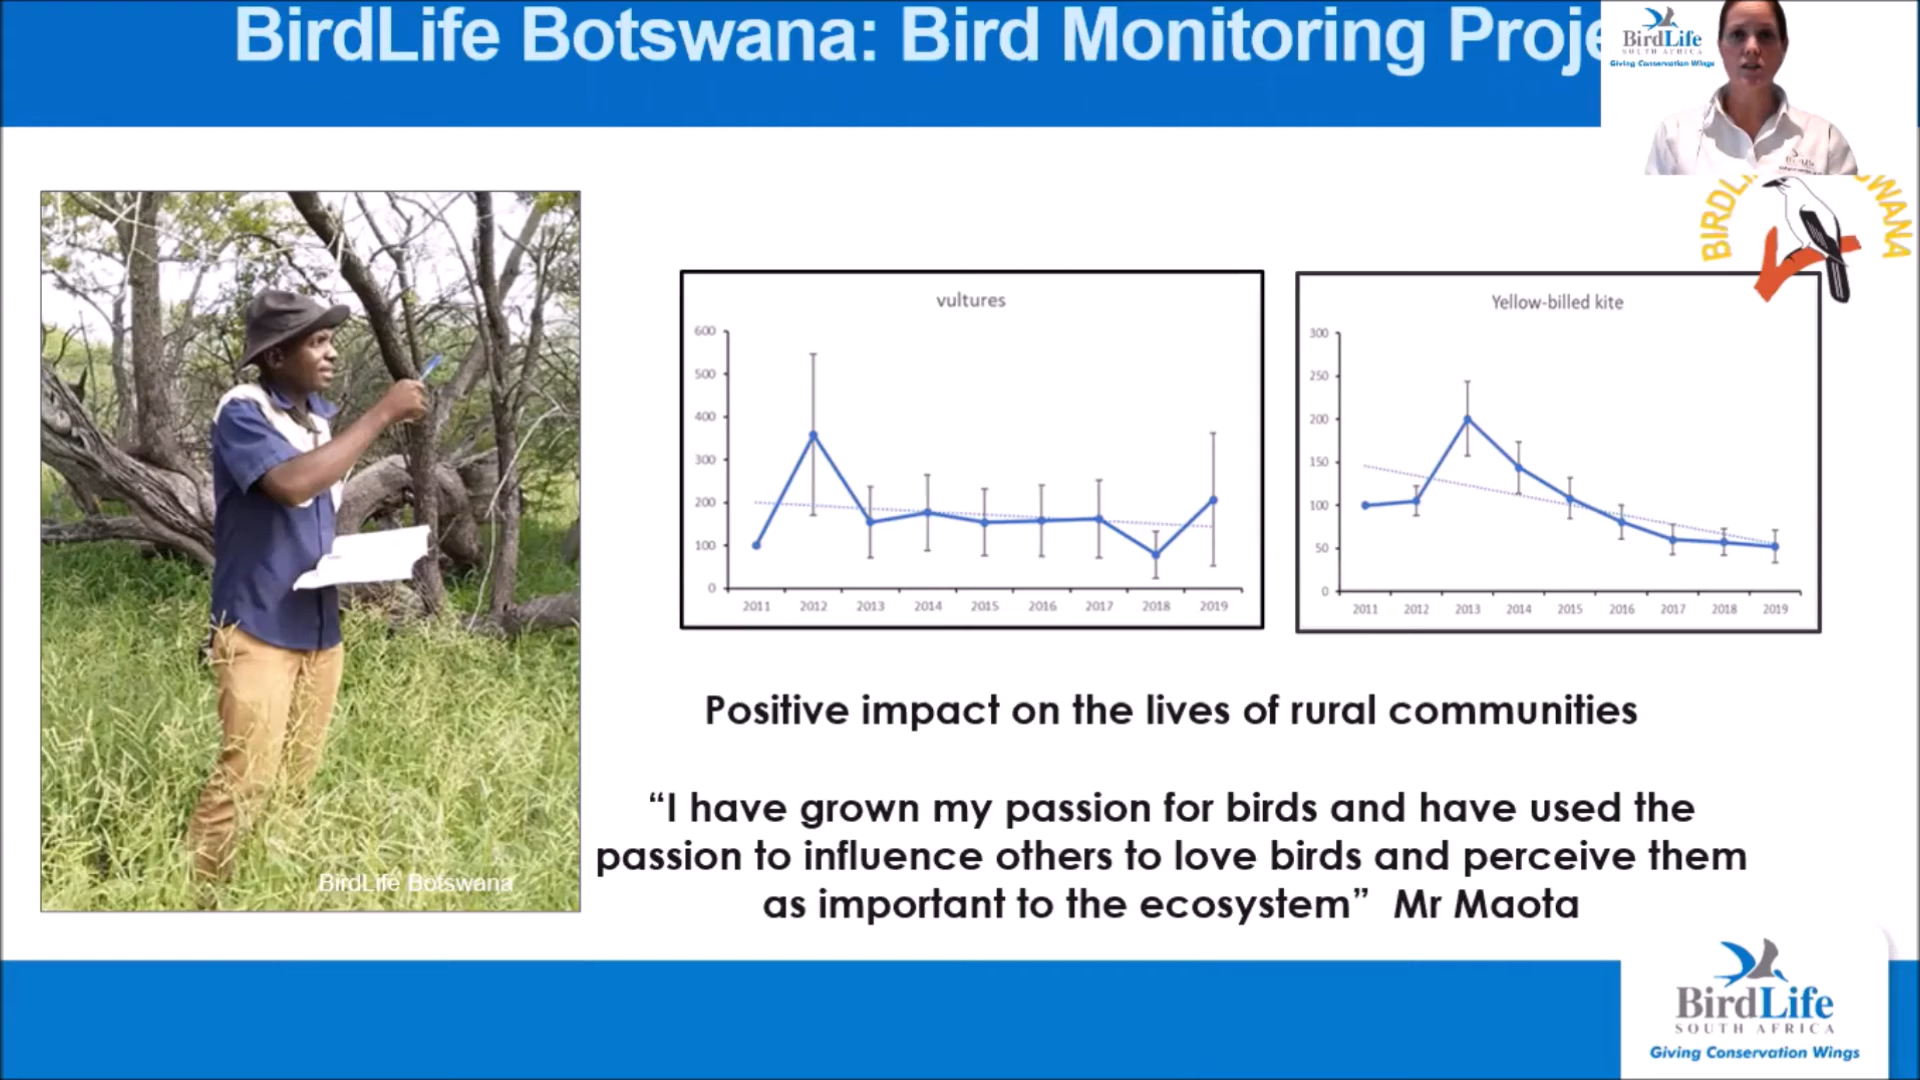 BirdLife Botswana: Bird Monitoring Proje
BirdLife
SOUTH AFRICA
Giving Conservation Wings
BIRDL
WANA
vultures
600
500
400
300
200
100
0
2011 2012 2013 2014 2015 2016 2017 2018 2019
Yellow-billed kite
300
250
200
150
100
50
0
2011 2012 2013 2014 2015 2016 2017 2018 2019
Positive impact on the lives of rural communities
“I have grown my passion for birds and have used the
passion to influence others to love birds and perceive them
as important to the ecosystem” Mr Maota
BirdLife Botswana
BirdLife
SOUTH AFRICA
Giving Conservation Wings